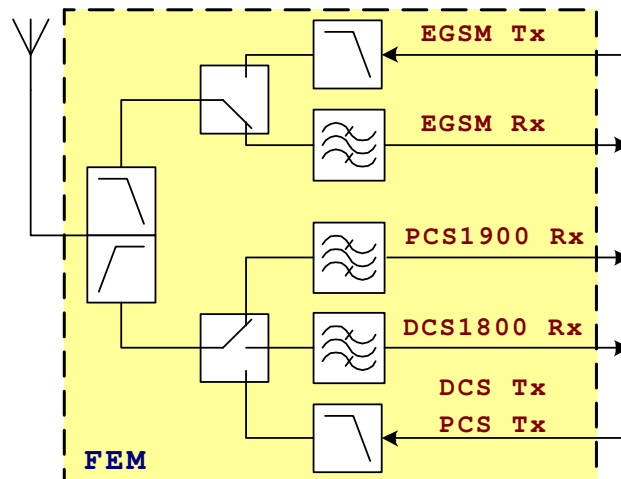 EGSM Tx
EGSM Rx
PCS1900 Rx
DCS1800 Rx
DCS Tx
PCS Tx
FEM